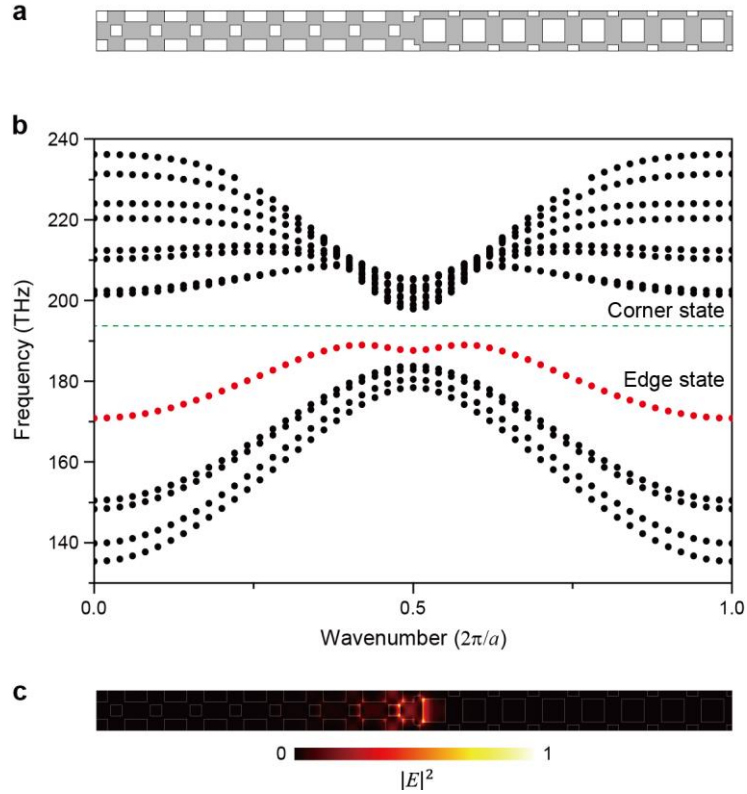 a
b
240
220
200
180
160
140
Frequency (THz)
Corner state
Edge state
0.0
0.5
1.0
Wavenumber (2π/a)
c
0
1
|E|²